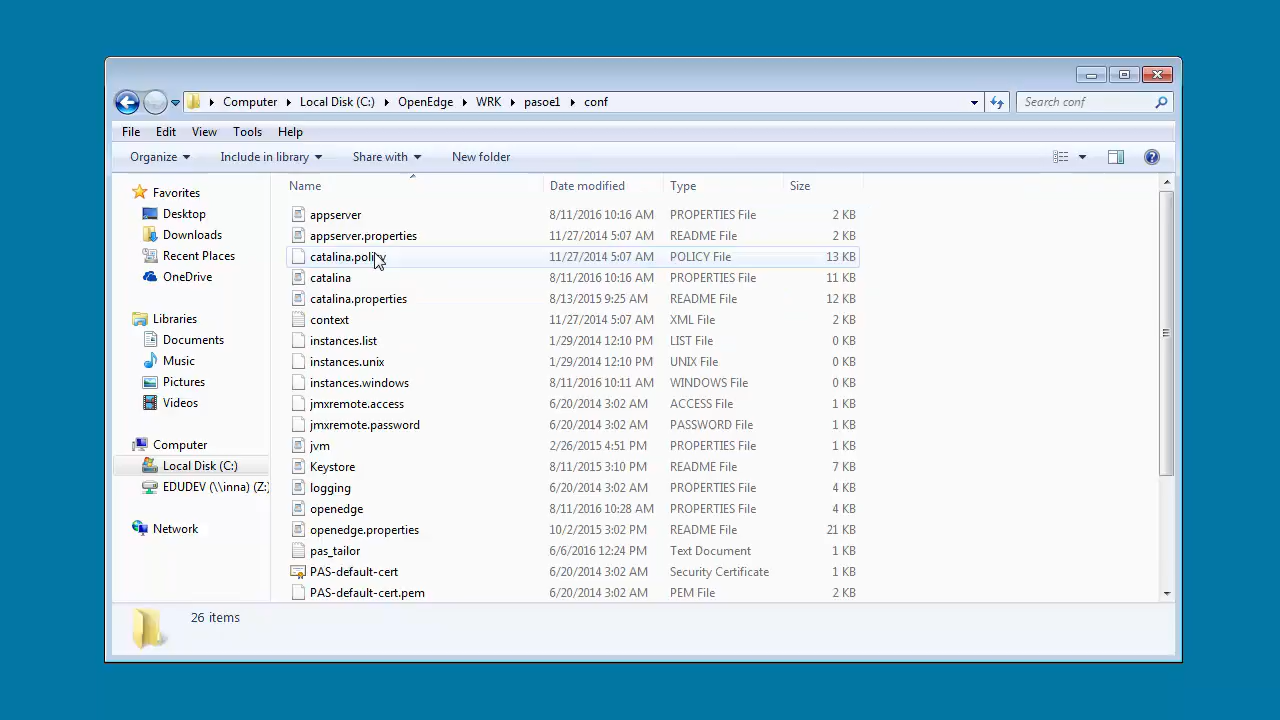 Computer Local Disk (C:) OpenEdge WRK pasoe1 conf Search conf
File Edit View Tools Help
Organize Include in library Share with New folder
Favorites
Desktop
Downloads
Recent Places
OneDrive
Libraries
Documents
Music
Pictures
Videos
Computer
Local Disk (C:)
EDUDEV (\\inna) (Z:)
Network
Name Date modified Type Size
appserver 8/11/2016 10:16 AM PROPERTIES File 2 KB
appserver.properties 11/27/2014 5:07 AM README File 2 KB
catalina.policy 11/27/2014 5:07 AM POLICY File 13 KB
catalina 8/11/2016 10:16 AM PROPERTIES File 11 KB
catalina.properties 8/13/2015 9:25 AM README File 12 KB
context 11/27/2014 5:07 AM XML File 2 KB
instances.list 1/29/2014 12:10 PM LIST File 0 KB
instances.unix 1/29/2014 12:10 PM UNIX File 0 KB
instances.windows 8/11/2016 10:11 AM WINDOWS File 0 KB
jmxremote.access 6/20/2014 3:02 AM ACCESS File 1 KB
jmxremote.password 6/20/2014 3:02 AM PASSWORD File 1 KB
jvm 2/26/2015 4:51 PM PROPERTIES File 1 KB
Keystore 8/11/2015 3:10 PM README File 7 KB
logging 6/20/2014 3:02 AM PROPERTIES File 4 KB
openedge 8/11/2016 10:28 AM PROPERTIES File 4 KB
openedge.properties 10/2/2015 3:02 PM README File 21 KB
pas_tailor 6/6/2016 12:24 PM Text Document 1 KB
PAS-default-cert 6/20/2014 3:02 AM Security Certificate 1 KB
PAS-default-cert.pem 6/20/2014 3:02 AM PEM File 2 KB
26 items